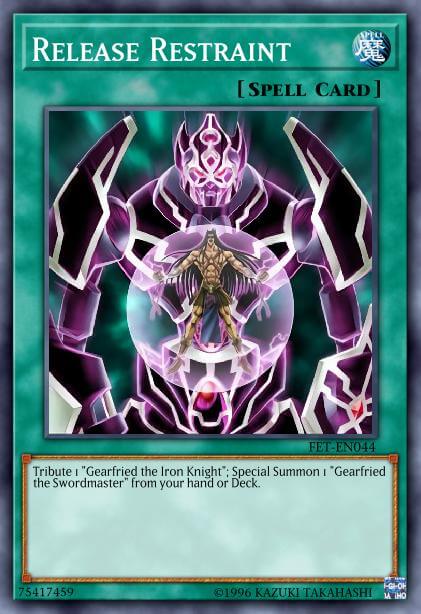 Release Restraint
[Spell Card]
FET-EN044
Tribute 1 "Gearfried the Iron Knight"; Special Summon 1 "Gearfried
the Swordmaster" from your hand or Deck.
75417459
©1996 KAZUKI TAKAHASHI